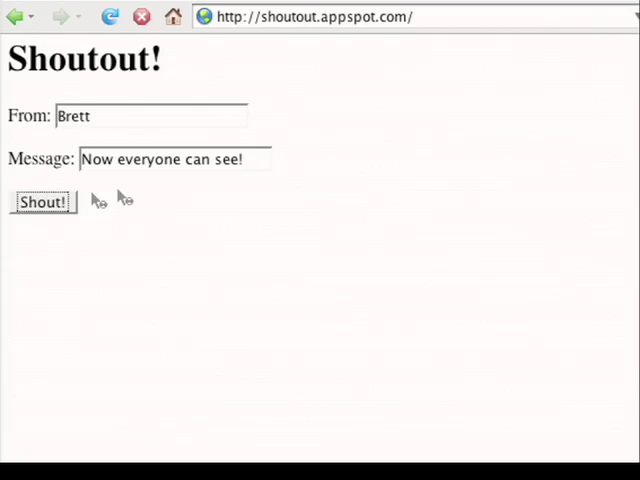 http://shoutout.appspot.com/
Shoutout!
From: Brett
Message: Now everyone can see!
Shout!